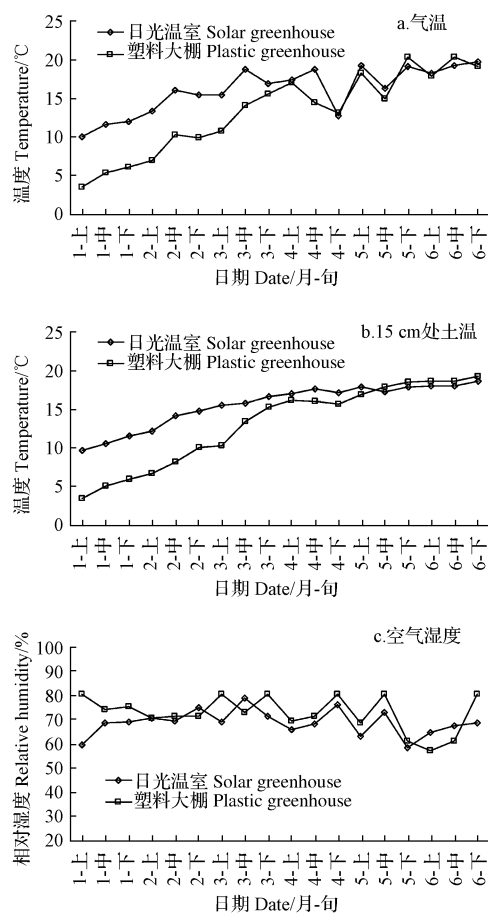 a.气温
日光温室 Solar greenhouse
塑料大棚 Plastic greenhouse
温度 Temperature/℃
25
20
15
10
5
0
1-上 1-中 1-下 2-上 2-中 2-下 3-上 3-中 3-下 4-上 4-中 4-下 5-上 5-中 5-下 6-上 6-中 6-下
日期 Date/月-旬
b.15 cm处土温
日光温室 Solar greenhouse
塑料大棚 Plastic greenhouse
温度 Temperature/℃
25
20
15
10
5
0
1-上 1-中 1-下 2-上 2-中 2-下 3-上 3-中 3-下 4-上 4-中 4-下 5-上 5-中 5-下 6-上 6-中 6-下
日期 Date/月-旬
c.空气湿度
相对湿度 Relative humidity/%
100
90
80
70
60
50
40
30
20
日光温室 Solar greenhouse
塑料大棚 Plastic greenhouse
1-上 1-中 1-下 2-上 2-中 2-下 3-上 3-中 3-下 4-上 4-中 4-下 5-上 5-中 5-下 6-上 6-中 6-下
日期 Date/月-旬